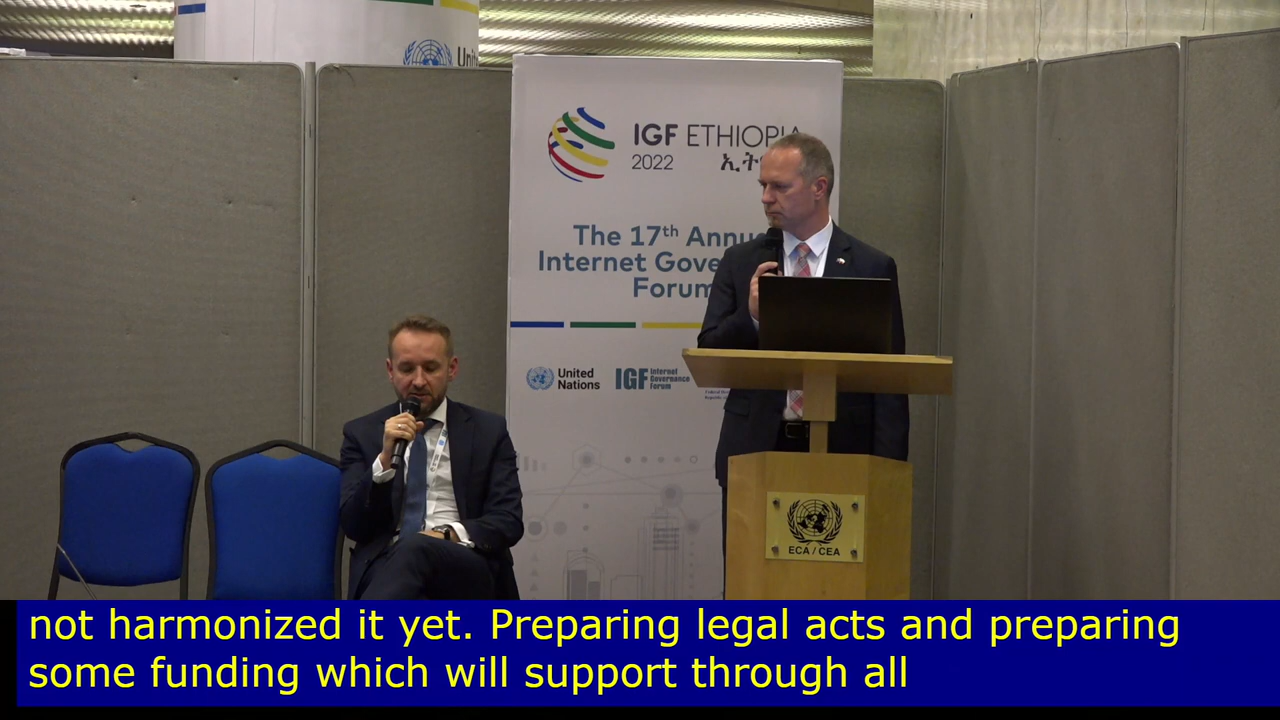 IGF ETHIOPIA
2022
The 17th Annu
Internet Gove
Forum
United
Nations
IGF Internet
Governance
Forum
ECA / CEA
not harmonized it yet. Preparing legal acts and preparing
some funding which will support through all